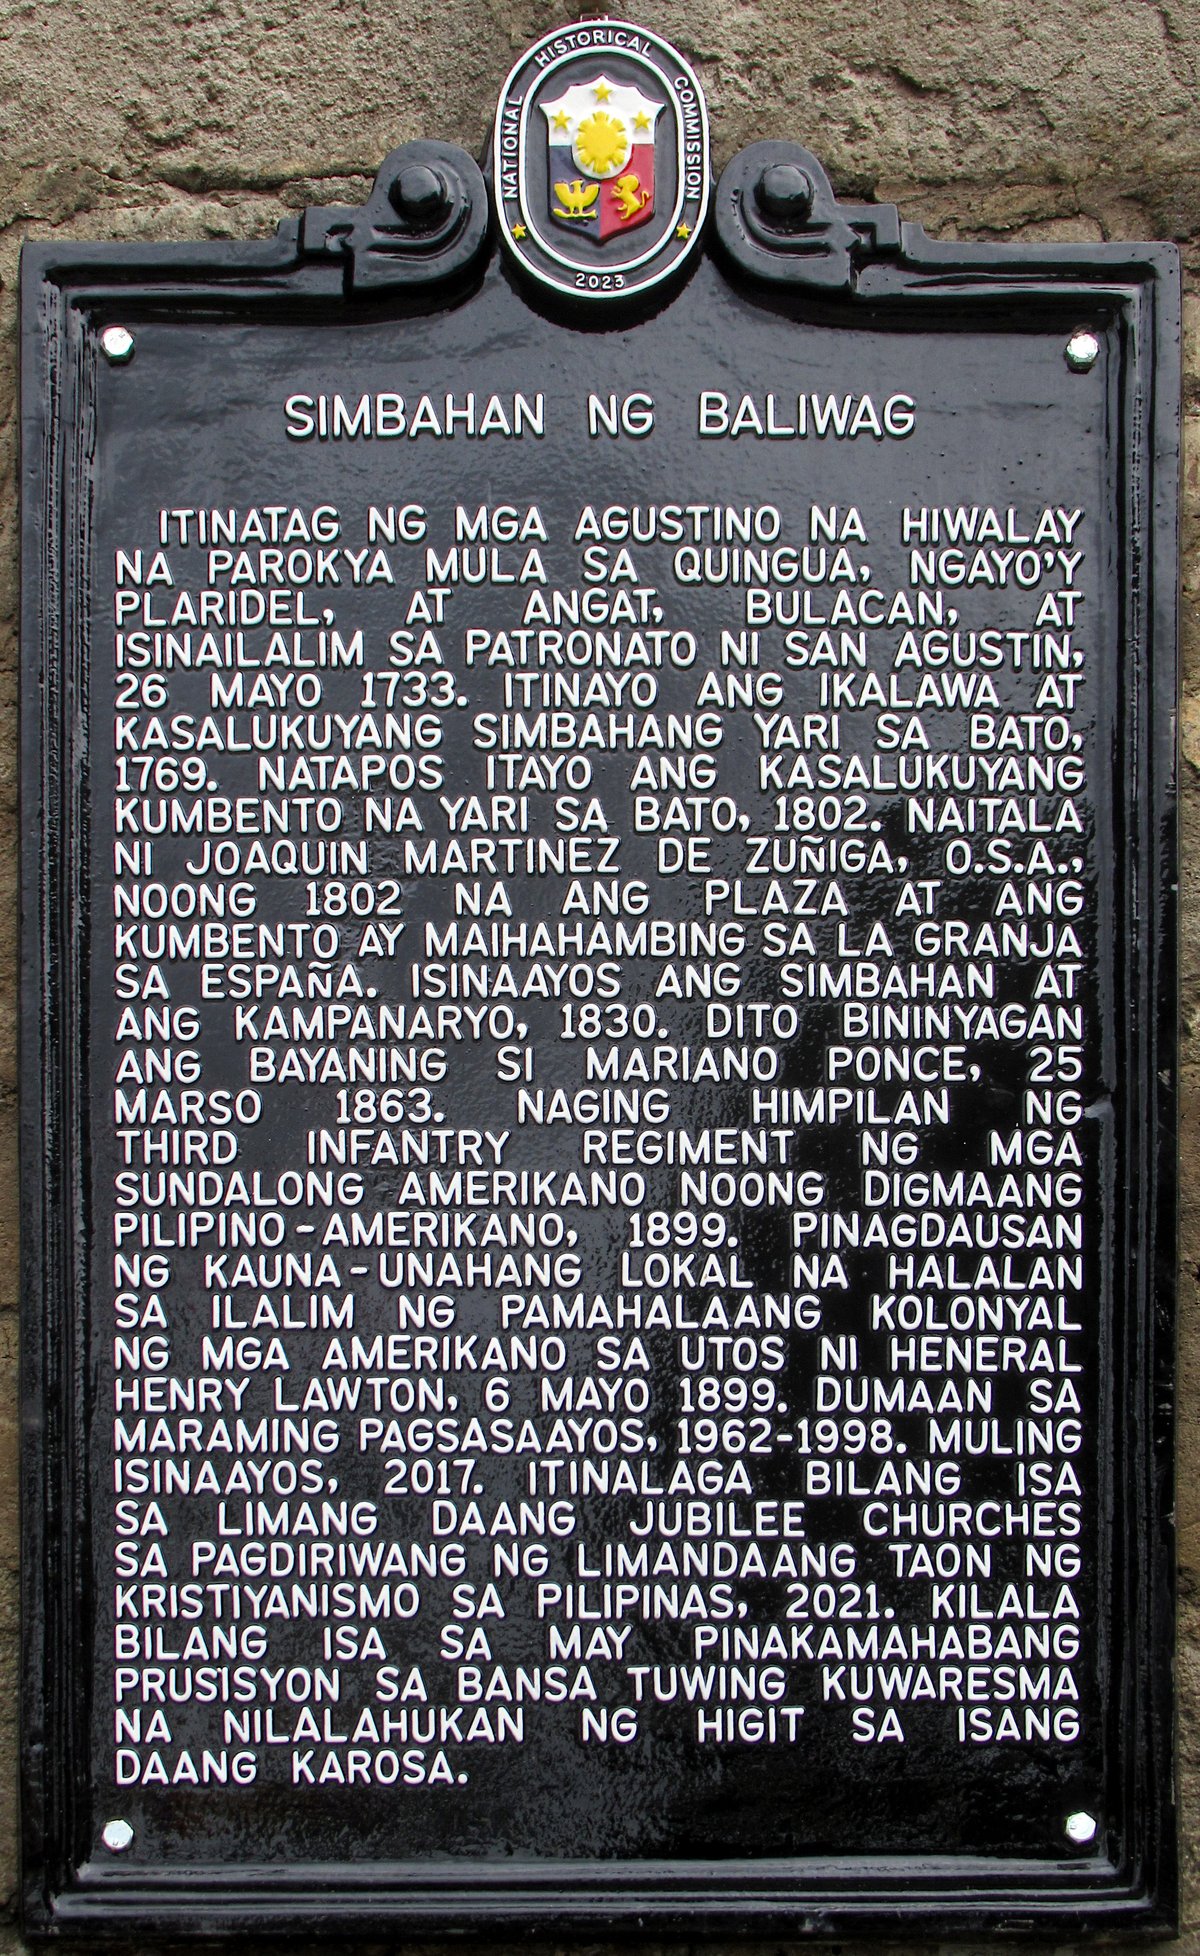 NATIONAL HISTORICAL COMMISSION
2023
SIMBAHAN NG BALIWAG
ITINATAG NG MGA AGUSTINO NA HIWALAY
NA PAROKYA MULA SA QUINGUA, NGAYO'Y
PLARIDEL, AT ANGAT, BULACAN, AT
ISINAILALIM SA PATRONATO NI SAN AGUSTIN,
26 MAYO 1733. ITINAYO ANG IKALAWA AT
KASALUKUYANG SIMBAHANG YARI SA BATO,
1769. NATAPOS ITAYO ANG KASALUKUYANG
KUMBENTO NA YARI SA BATO, 1802. NAITALA
NI JOAQUIN MARTINEZ DE ZUÑIGA, O.S.A.,
NOONG 1802 NA ANG PLAZA AT ANG
KUMBENTO AY MAIHAHAMBING SA LA GRANJA
SA ESPAÑA. ISINAAYOS ANG SIMBAHAN AT
ANG KAMPANARYO, 1830. DITO BININYAGAN
ANG BAYANING SI MARIANO PONCE, 25
MARSO 1863. NAGING HIMPILAN NG
THIRD INFANTRY REGIMENT NG MGA
SUNDALONG AMERIKANO NOONG DIGMAANG
PILIPINO-AMERIKANO, 1899. PINAGDAUSAN
NG KAUNA-UNAHANG LOKAL NA HALALAN
SA ILALIM NG PAMAHALAANG KOLONYAL
NG MGA AMERIKANO SA UTOS NI HENERAL
HENRY LAWTON, 6 MAYO 1899. DUMAAN SA
MARAMING PAGSASAAYOS, 1962-1998. MULING
ISINAAYOS, 2017. ITINALAGA BILANG ISA
SA LIMANG DAANG JUBILEE CHURCHES
SA PAGDIRIWANG NG LIMANDAANG TAON NG
KRISTIYANISMO SA PILIPINAS, 2021. KILALA
BILANG ISA SA MAY PINAKAMAHABANG
PRUSISYON SA BANSA TUWING KUWARESMA
NA NILALAHUKAN NG HIGIT SA ISANG
DAANG KAROSA.